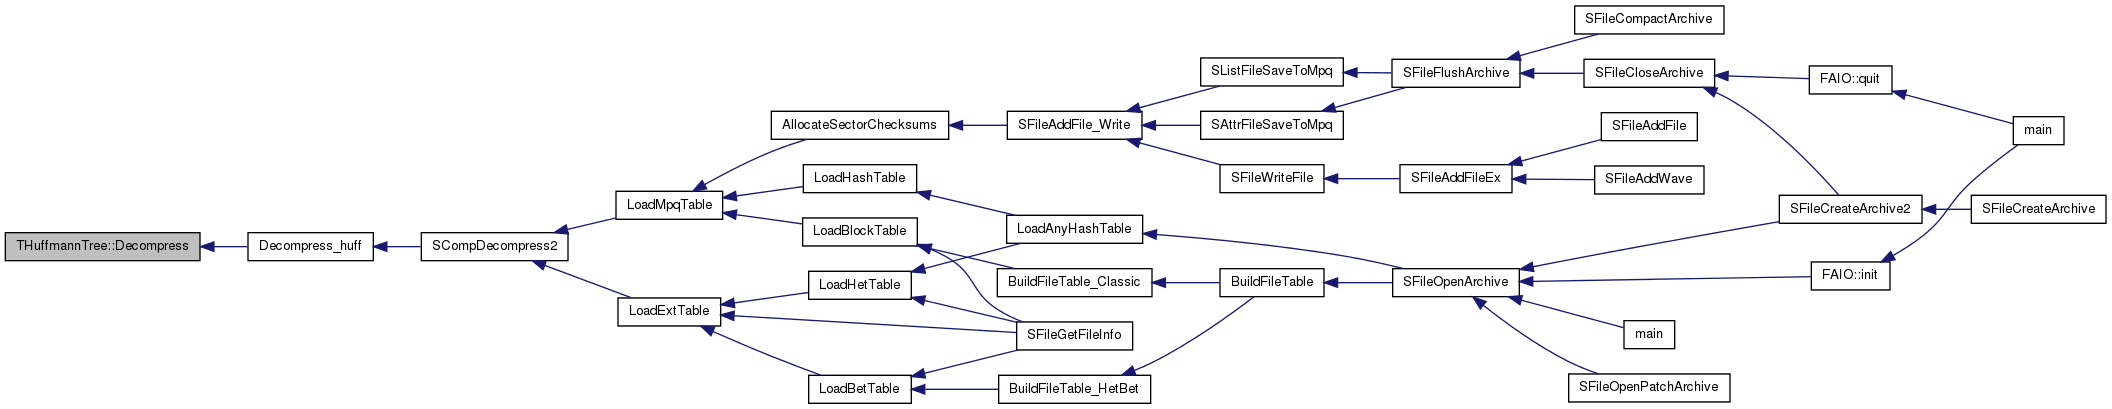 SFileCompactArchive
SListFileSaveToMpq
SFileFlushArchive
SFileCloseArchive
FAIO::quit
AllocateSectorChecksums
SFileAddFile_Write
SAttrFileSaveToMpq
SFileAddFile
main
LoadHashTable
SFileWriteFile
SFileAddFileEx
SFileAddWave
LoadMpqTable
SFileCreateArchive2
SFileCreateArchive
THuffmannTree::Decompress
Decompress_huff
SCompDecompress2
LoadBlockTable
LoadAnyHashTable
LoadHetTable
BuildFileTable_Classic
BuildFileTable
SFileOpenArchive
FAIO::init
LoadExtTable
SFileGetFileInfo
main
LoadBetTable
BuildFileTable_HetBet
SFileOpenPatchArchive